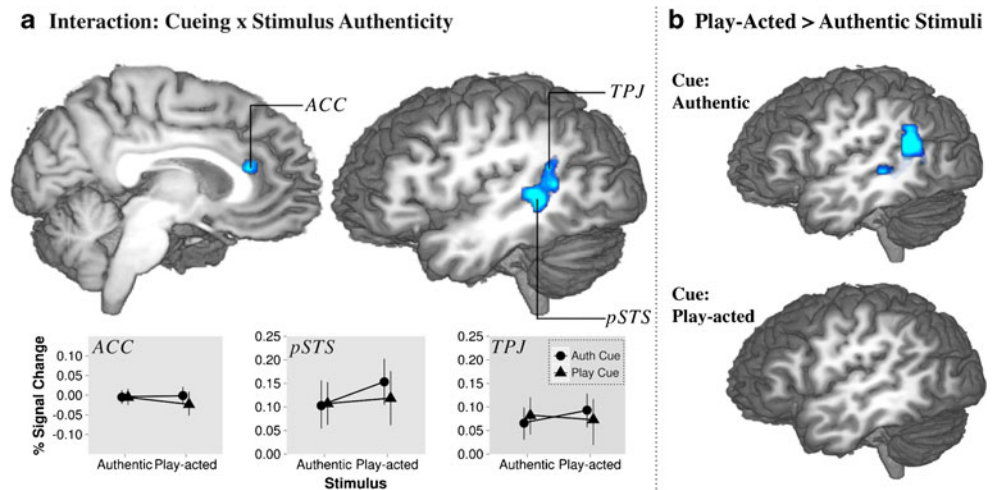 a Interaction: Cueing x Stimulus Authenticity
ACC
TPJ
pSTS
% Signal Change
ACC
0.10
0.05
0.00
-0.05
-0.10
Authentic Play-acted
pSTS
0.25
0.20
0.15
0.10
0.05
0.00
Authentic Play-acted
Stimulus
TPJ
0.25
0.20
0.15
0.10
0.05
0.00
Auth Cue
Play Cue
Authentic Play-acted
b Play-Acted > Authentic Stimuli
Cue:
Authentic
Cue:
Play-acted